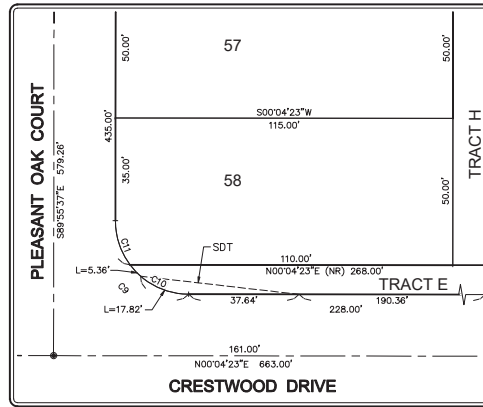 57
50.00'
50.00'
S00°04'23"W
115.00'
TRACT H
435.00'
PLEASANT OAK COURT
S89°55'37"E 579.26'
35.00'
58
50.00'
C11
SDT
110.00'
N00°04'23"E (NR) 268.00'
L=5.36'
C10
C9
L=17.82'
TRACT E
37.64'
190.36'
228.00'
161.00'
N00°04'23"E 663.00'
CRESTWOOD DRIVE